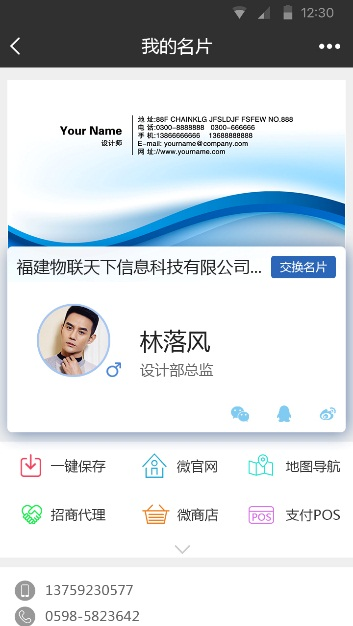 12:30
我的名片
Your Name
设计师
地 址:88F CHAINKLG JFSLDJF FSFEW NO.888
电 话:0300-8888888 0300-6666666
手 机:13866666666 13688888888
E-mail: yourname@company.com
网 址://www.yourname.com
福建物联天下信息科技有限公司...
交换名片
林落风
设计部总监
一键保存 微官网 地图导航
招商代理 微商店 POS 支付POS
13759230577
0598-5823642